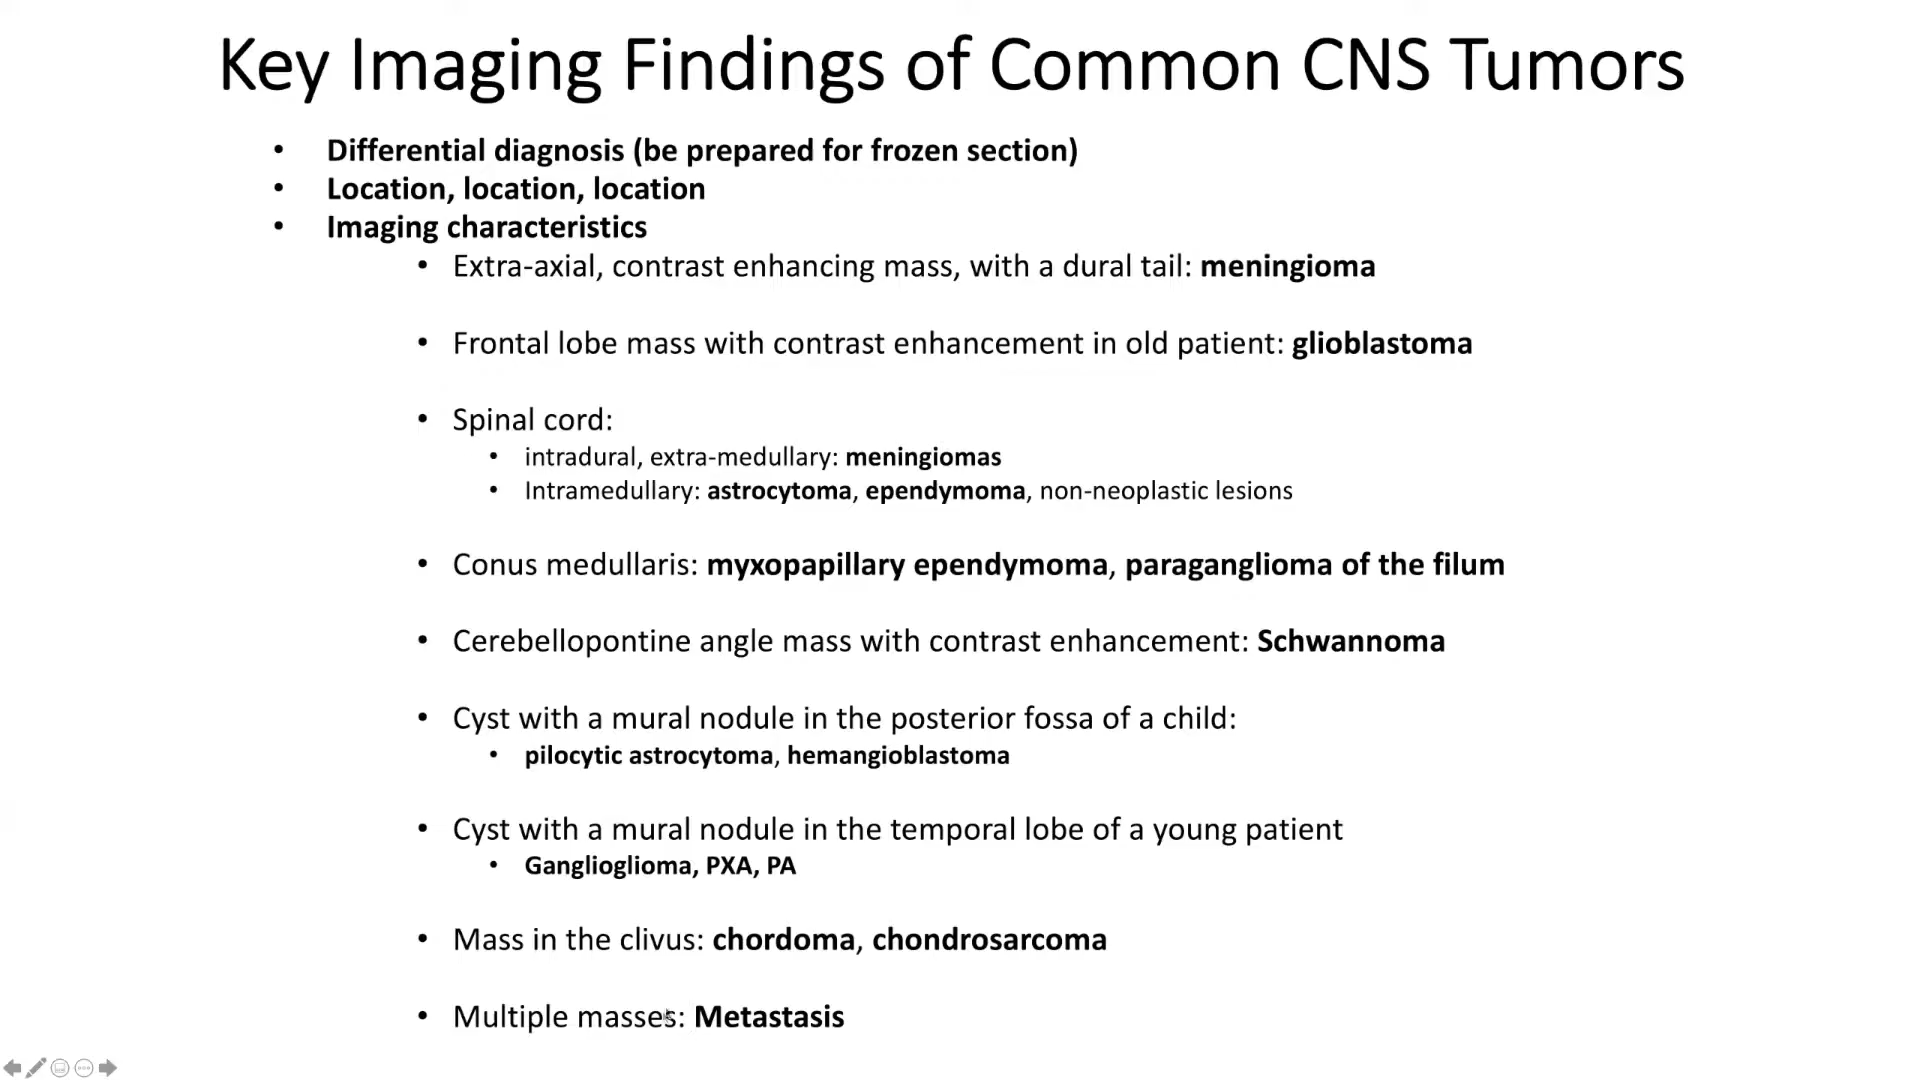 Key Imaging Findings of Common CNS Tumors
• Differential diagnosis (be prepared for frozen section)
• Location, location, location
• Imaging characteristics
• Extra-axial, contrast enhancing mass, with a dural tail: meningioma
• Frontal lobe mass with contrast enhancement in old patient: glioblastoma
• Spinal cord:
• intradural, extra-medullary: meningiomas
• Intramedullary: astrocytoma, ependymoma, non-neoplastic lesions
• Conus medullaris: myxopapillary ependymoma, paraganglioma of the filum
• Cerebellopontine angle mass with contrast enhancement: Schwannoma
• Cyst with a mural nodule in the posterior fossa of a child:
• pilocytic astrocytoma, hemangioblastoma
• Cyst with a mural nodule in the temporal lobe of a young patient
• Ganglioglioma, PXA, PA
• Mass in the clivus: chordoma, chondrosarcoma
• Multiple masses: Metastasis